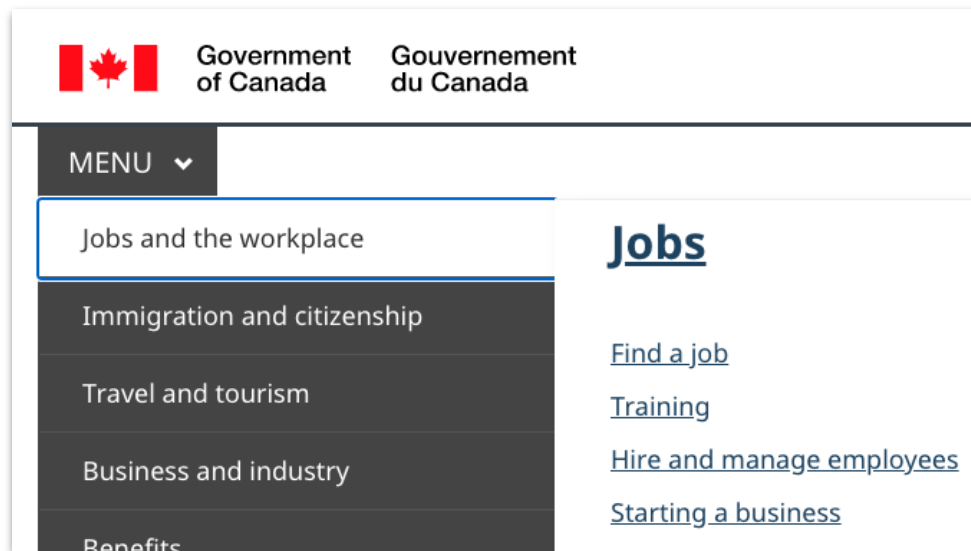 Government of Canada
Gouvernement du Canada
MENU
Jobs and the workplace
Immigration and citizenship
Travel and tourism
Business and industry
Benefits
Jobs
Find a job
Training
Hire and manage employees
Starting a business